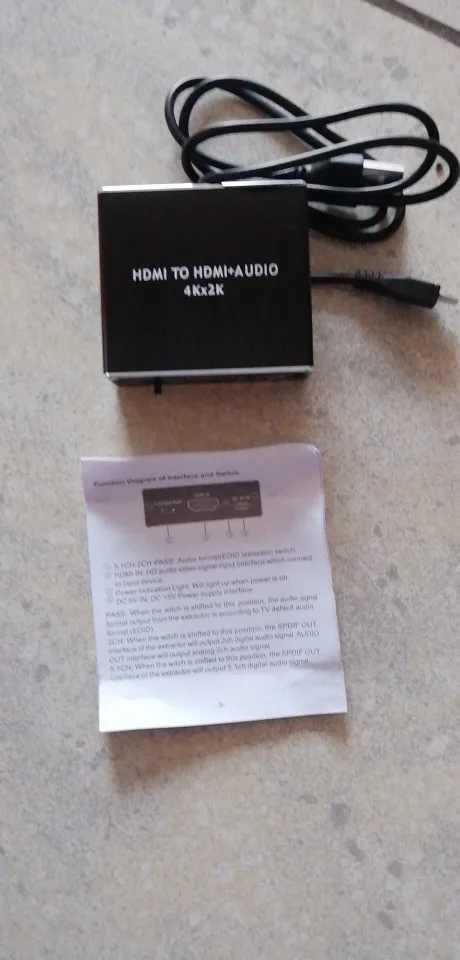 HDMI TO HDMI+AUDIO
4Kx2K
Function Diagram of Interface and Switch
HDMI IN
① 5.1CH 2CH PASS: Audio format(EDID) selection switch
② HDMI IN: HD audio video signal input interface which connect
to input device.
③ Power Indication Light: Will light up when power is on.
④ DC 5V IN: DC +5V Power supply interface.
PASS: When the witch is shifted to this position, the audio signal
format output from the extractor is according to TV default audio
format (EDID).
2CH: When the witch is shifted to this position, the SPDIF OUT
interface of the extractor will output 2ch digital audio signal. AUDIO
OUT interface will output analog 2ch audio signal.
5.1CH: When the witch is shifted to this position, the SPDIF OUT
interface of the extractor will output 5.1ch digital audio signal.